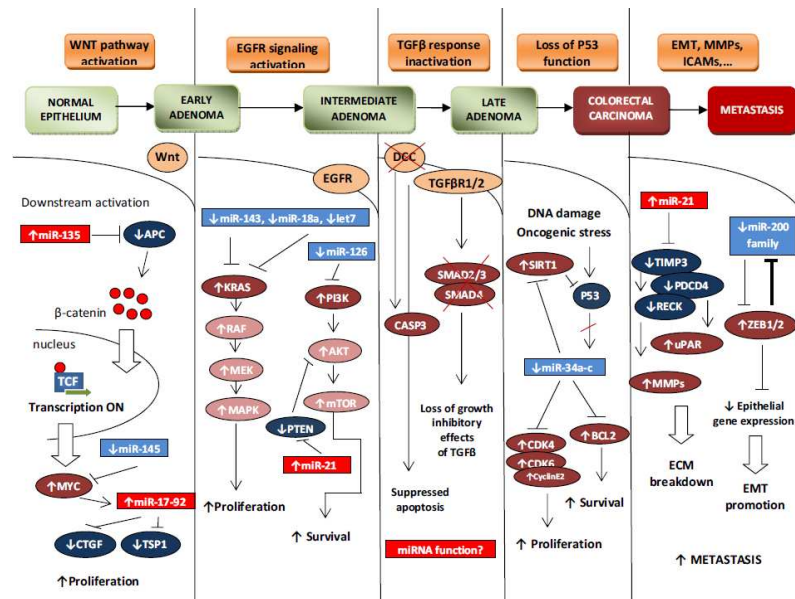 WNT pathway
activation
EGFR signaling
activation
TGFβ response
inactivation
Loss of P53
function
EMT, MMPs,
ICAMs,...
NORMAL
EPITHELIUM
EARLY
ADENOMA
INTERMEDIATE
ADENOMA
LATE
ADENOMA
COLORECTAL
CARCINOMA
METASTASIS
Wnt
Downstream activation
↑miR-135
↓APC
β-catenin
nucleus
TCF
Transcription ON
↓miR-145
↑MYC
↑miR-17-92
↓CTGF
↓TSP1
↑Proliferation
EGFR
↓miR-143, ↓miR-18a, ↓let7
↓miR-126
↑KRAS
↑PI3K
↑RAF
↑AKT
↑MEK
↑mTOR
↑MAPK
↓PTEN
↑miR-21
↑Proliferation
↑ Survival
DCC
TGFβR1/2
SMAD2/3
SMAD4
CASP3
Loss of growth
inhibitory
effects
of TGFβ
Suppressed
apoptosis
miRNA function?
DNA damage
Oncogenic stress
↑SIRT1
P53
↓miR-34a-c
↑CDK4
↑CDK6
↑CyclinE2
↑BCL2
↑ Survival
↑ Proliferation
↑miR-21
↓miR-200
family
↓TIMP3
↓PDCD4
↓RECK
↑uPAR
↑ZEB1/2
↑MMPs
↓ Epithelial
gene expression
ECM
breakdown
EMT
promotion
↑ METASTASIS